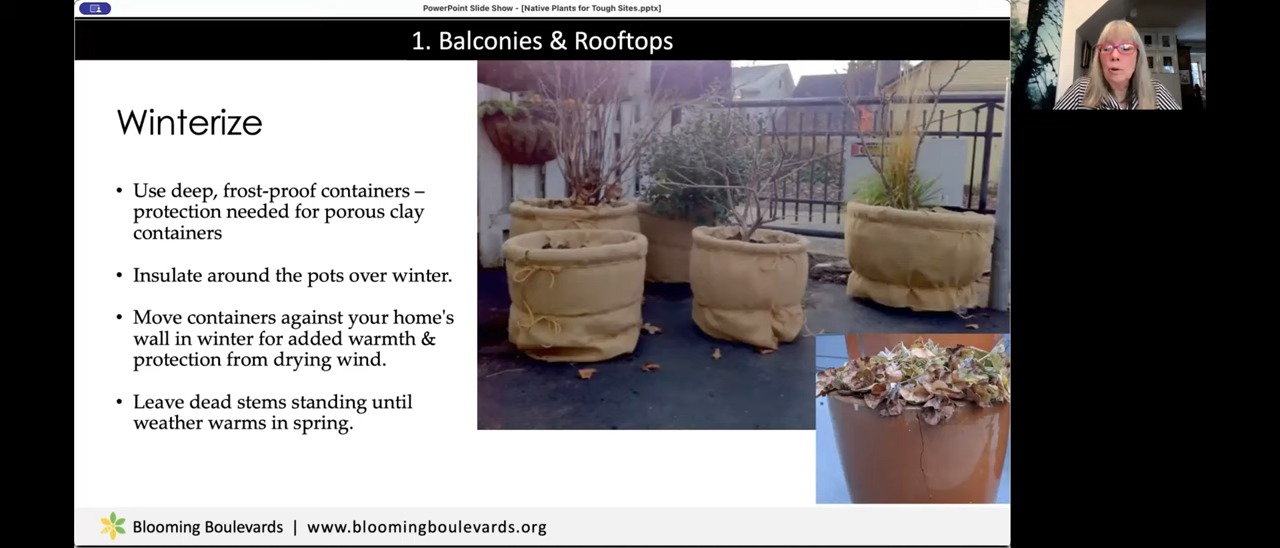 PowerPoint Slide Show - [Native Plants for Tough Sites.pptx]
1. Balconies & Rooftops
Winterize
• Use deep, frost-proof containers –
protection needed for porous clay
containers
• Insulate around the pots over winter.
• Move containers against your home's
wall in winter for added warmth &
protection from drying wind.
• Leave dead stems standing until
weather warms in spring.
Blooming Boulevards | www.bloomingboulevards.org